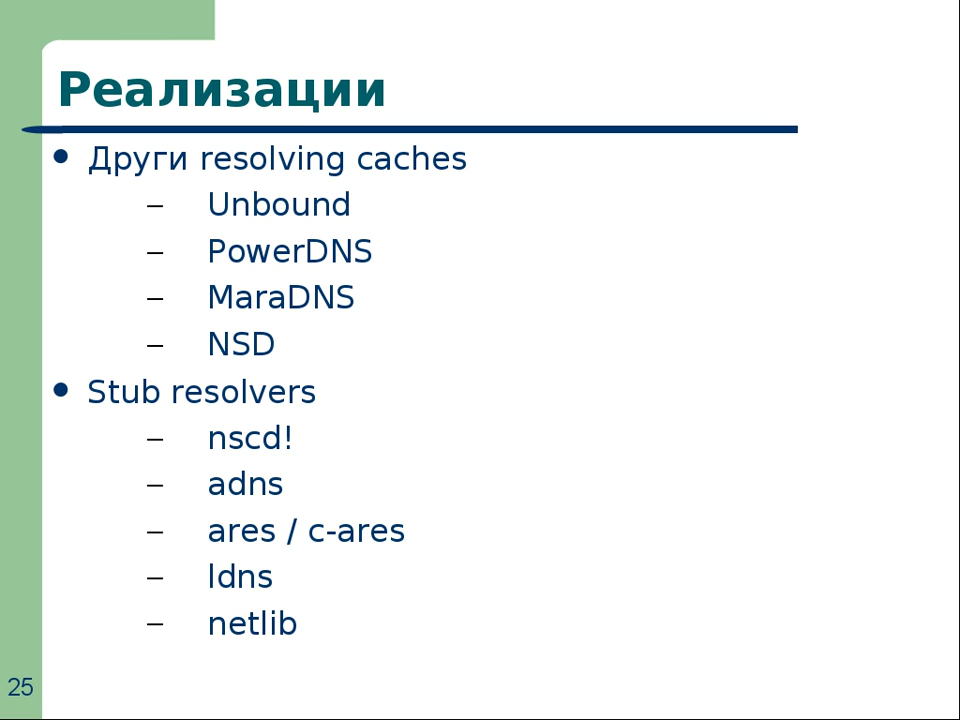 Реализации
● Други resolving caches
– Unbound
– PowerDNS
– MaraDNS
– NSD
● Stub resolvers
– nscd!
– adns
– ares / c-ares
– ldns
– netlib
25